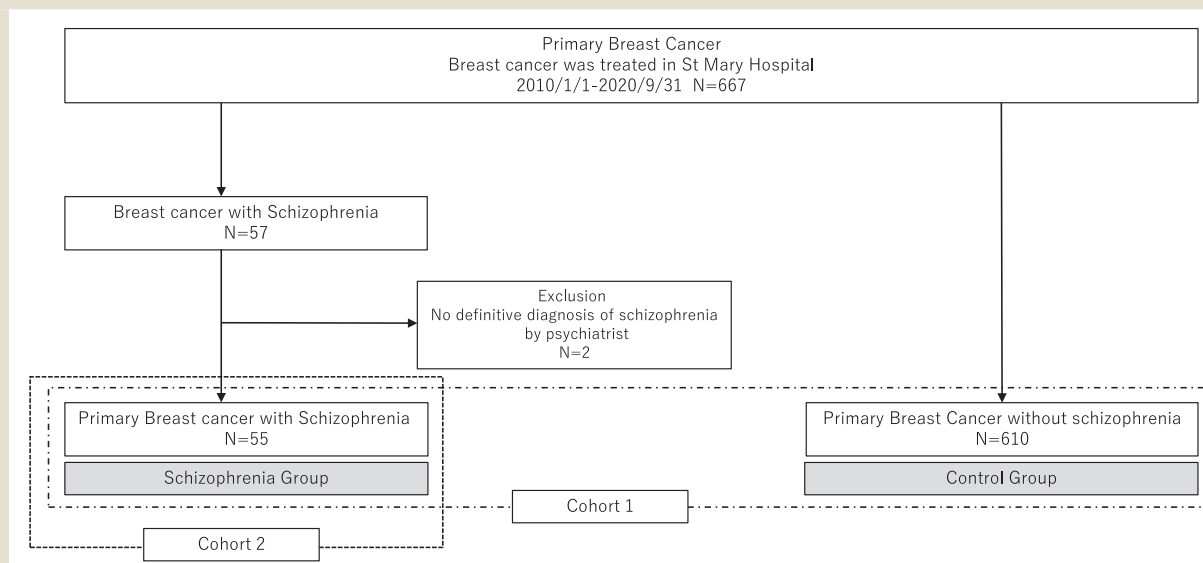 Primary Breast Cancer
Breast cancer was treated in St Mary Hospital
2010/1/1-2020/9/31 N=667
Breast cancer with Schizophrenia
N=57
Exclusion
No definitive diagnosis of schizophrenia
by psychiatrist
N=2
Primary Breast cancer with Schizophrenia
N=55
Schizophrenia Group
Primary Breast Cancer without schizophrenia
N=610
Control Group
Cohort 1
Cohort 2